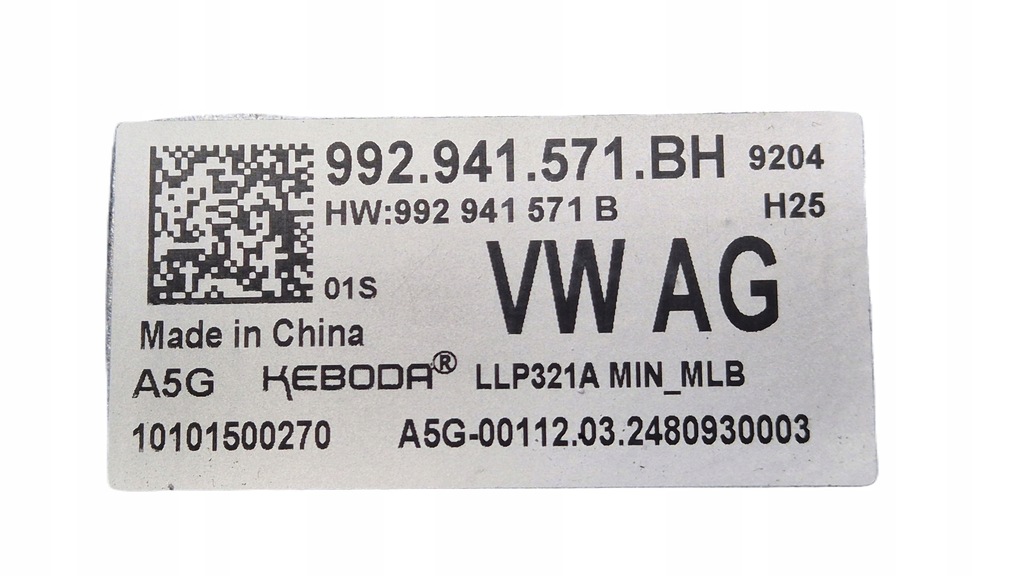 992.941.571.BH 9204
HW:992 941 571 B H25
01S VW AG
Made in China
A5G KEBODA® LLP321A MIN_MLB
10101500270 A5G-00112.03.2480930003